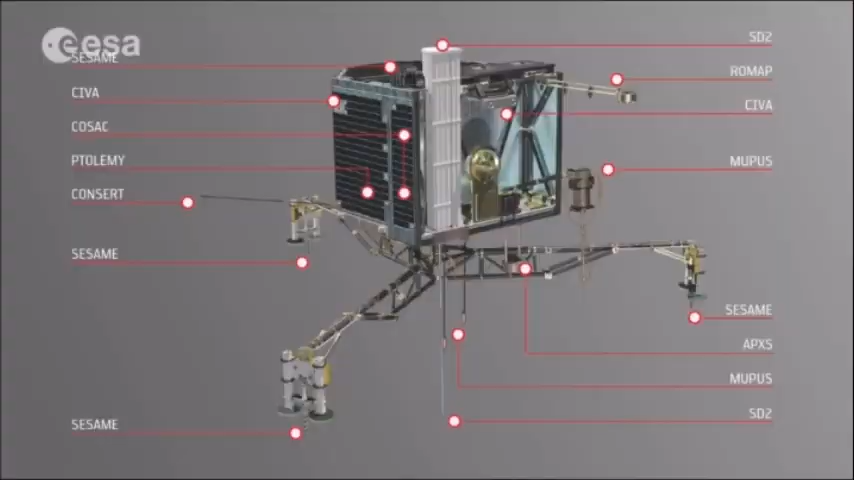 esa
SESAME
CIVA
COSAC
PTOLEMY
CONSERT
SESAME
SESAME
SD2
ROMAP
CIVA
MUPUS
SESAME
APXS
MUPUS
SD2